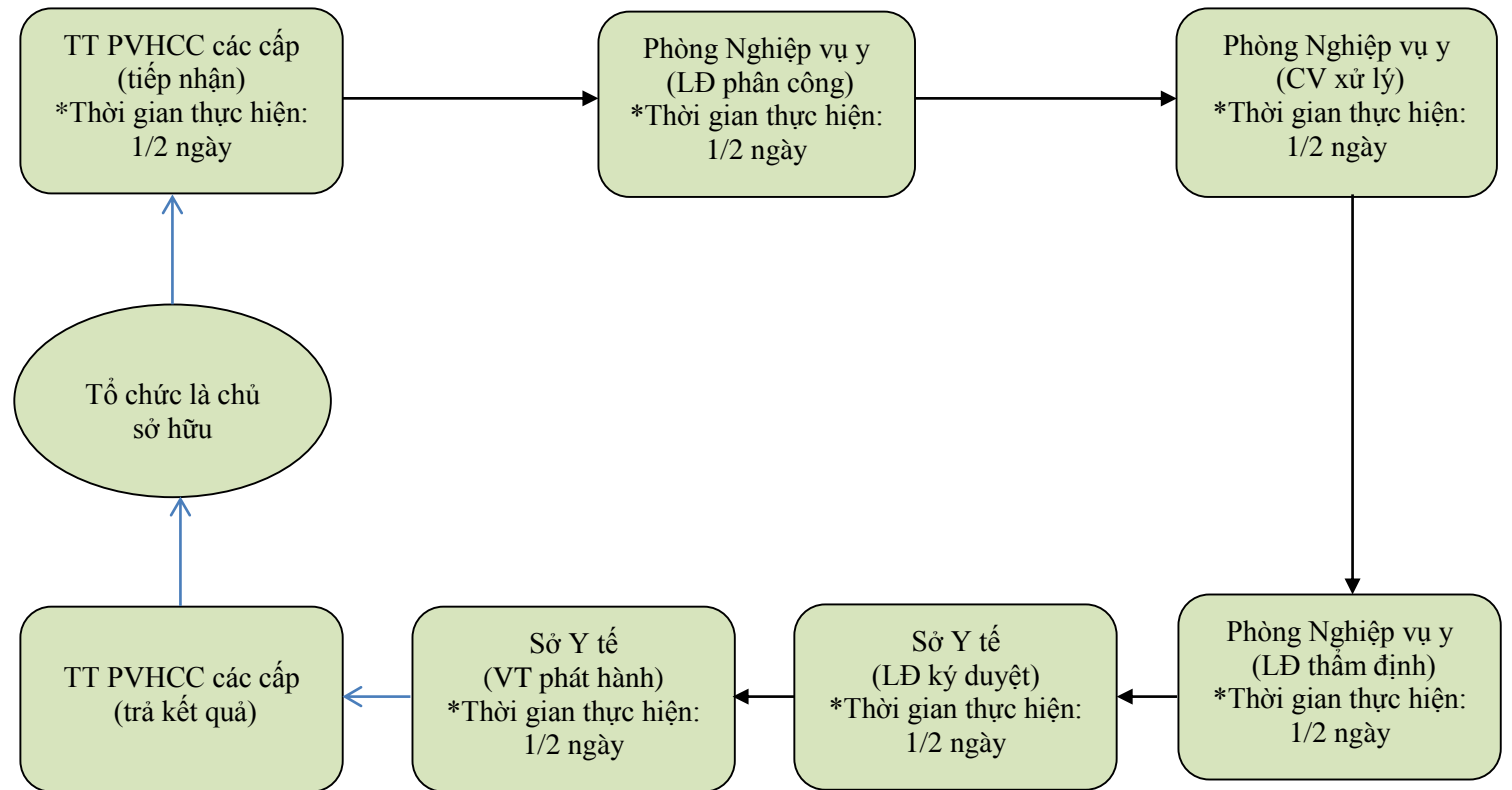 TT PVHCC các cấp
(tiếp nhận)
*Thời gian thực hiện:
1/2 ngày
Phòng Nghiệp vụ y
(LĐ phân công)
*Thời gian thực hiện:
1/2 ngày
Phòng Nghiệp vụ y
(CV xử lý)
*Thời gian thực hiện:
1/2 ngày
Tổ chức là chủ
sở hữu
TT PVHCC các cấp
(trả kết quả)
Sở Y tế
(VT phát hành)
*Thời gian thực hiện:
1/2 ngày
Sở Y tế
(LĐ ký duyệt)
*Thời gian thực hiện:
1/2 ngày
Phòng Nghiệp vụ y
(LĐ thẩm định)
*Thời gian thực hiện:
1/2 ngày